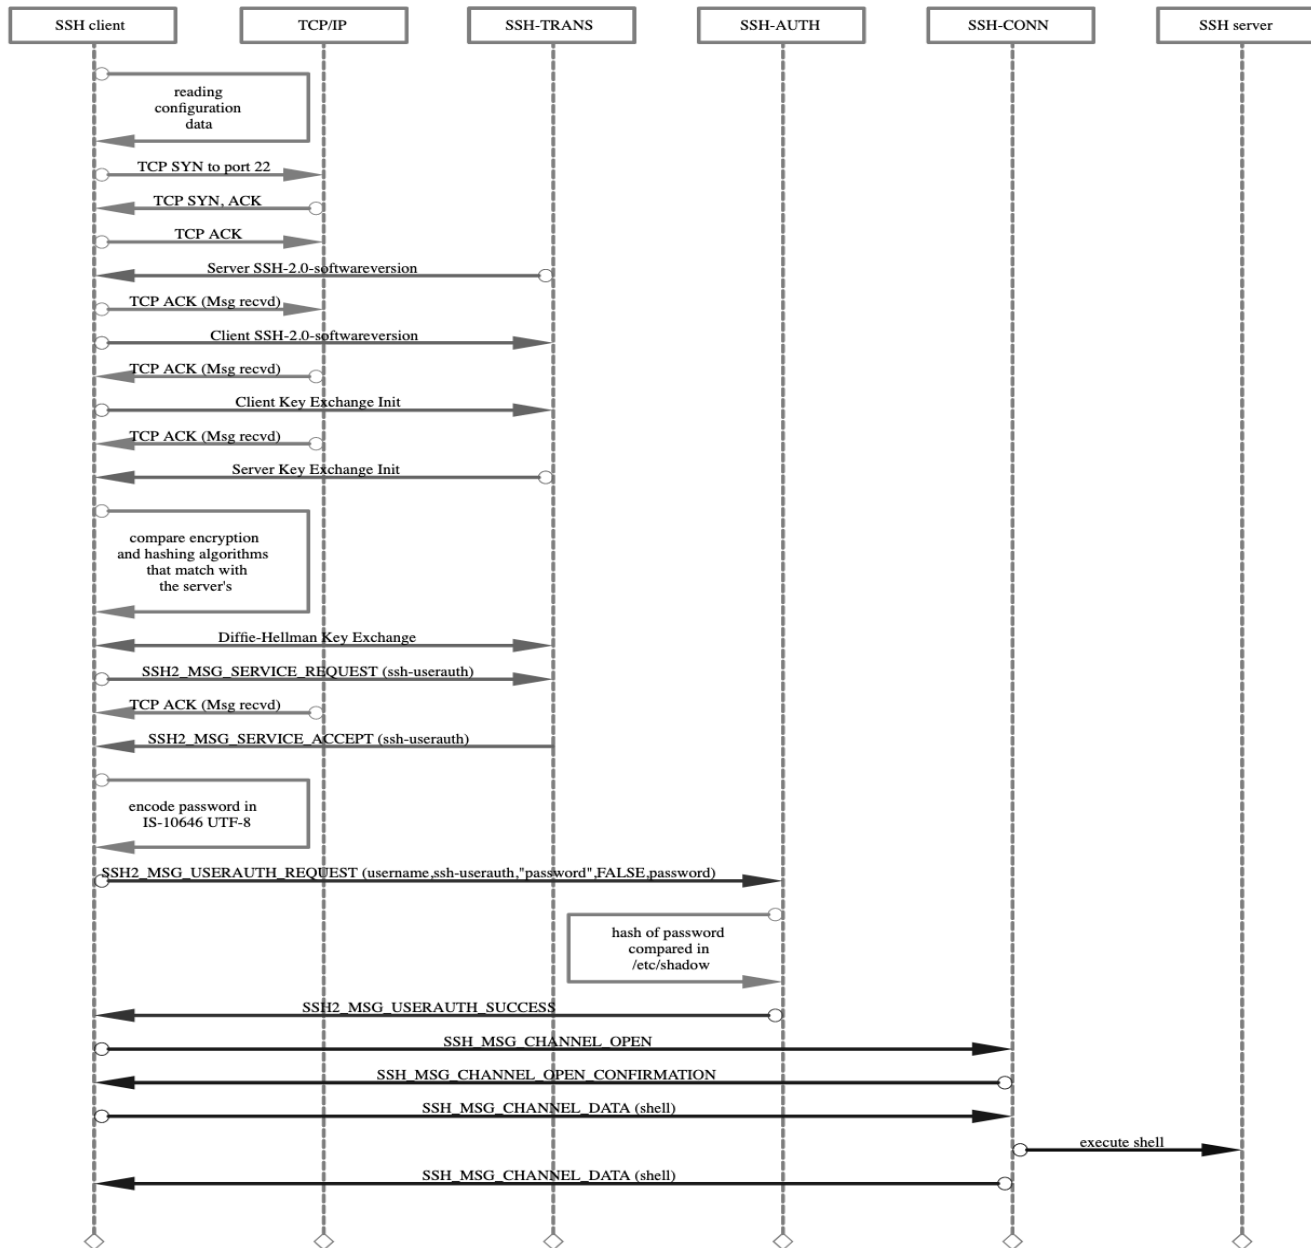 SSH client
TCP/IP
SSH-TRANS
SSH-AUTH
SSH-CONN
SSH server
reading
configuration
data
TCP SYN to port 22
TCP SYN, ACK
TCP ACK
Server SSH-2.0-softwareversion
TCP ACK (Msg recvd)
Client SSH-2.0-softwareversion
TCP ACK (Msg recvd)
Client Key Exchange Init
TCP ACK (Msg recvd)
Server Key Exchange Init
compare encryption
and hashing algorithms
that match with
the server's
Diffie-Hellman Key Exchange
SSH2_MSG_SERVICE_REQUEST (ssh-userauth)
TCP ACK (Msg recvd)
SSH2_MSG_SERVICE_ACCEPT (ssh-userauth)
encode password in
IS-10646 UTF-8
SSH2_MSG_USERAUTH_REQUEST (username,ssh-userauth,"password",FALSE,password)
hash of password
compared in
/etc/shadow
SSH2_MSG_USERAUTH_SUCCESS
SSH_MSG_CHANNEL_OPEN
SSH_MSG_CHANNEL_OPEN_CONFIRMATION
SSH_MSG_CHANNEL_DATA (shell)
execute shell
SSH_MSG_CHANNEL_DATA (shell)